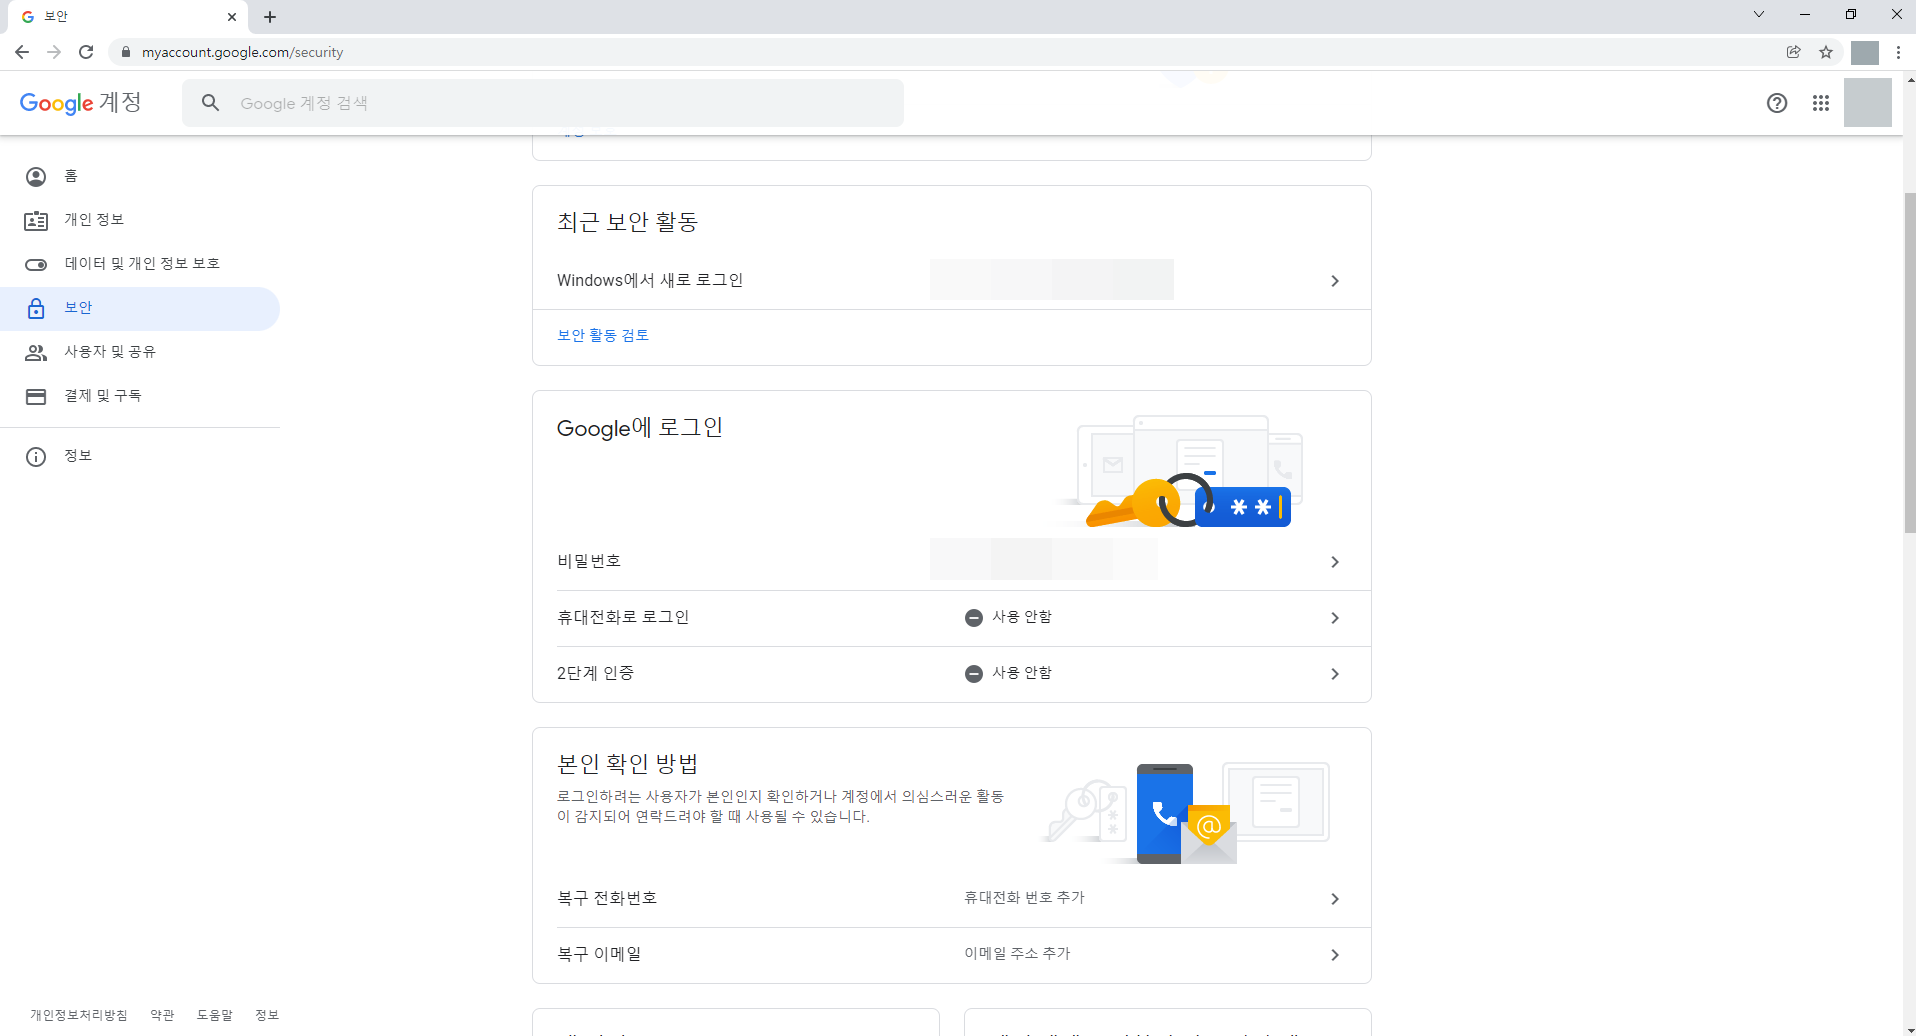 보안
myaccount.google.com/security
Google 계정
Google 계정 검색
홈
개인 정보
데이터 및 개인 정보 보호
보안
사용자 및 공유
결제 및 구독
정보
최근 보안 활동
Windows에서 새로 로그인
보안 활동 검토
Google에 로그인
비밀번호
휴대전화로 로그인
사용 안함
2단계 인증
사용 안함
본인 확인 방법
로그인하려는 사용자가 본인인지 확인하거나 계정에서 의심스러운 활동
이 감지되어 연락드려야 할 때 사용될 수 있습니다.
복구 전화번호
휴대전화 번호 추가
복구 이메일
이메일 주소 추가
개인정보처리방침
약관
도움말
정보